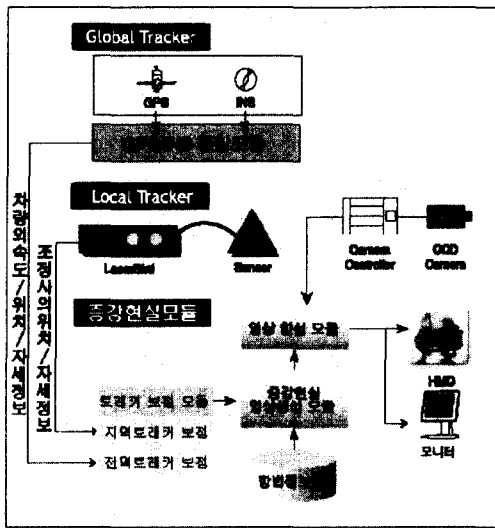 Global Tracker
GPS
INS
Local Tracker
LaserBird
Sensor
Camera
Controller
CCD
Camera
차량의속도/위치/자세정보
조정사의위치/자세정보
증강현실모듈
영상 합성 모듈
HMD
트래커 보정 모듈
증강현실
지역트래커 보정
모니터
전역트래커 보정